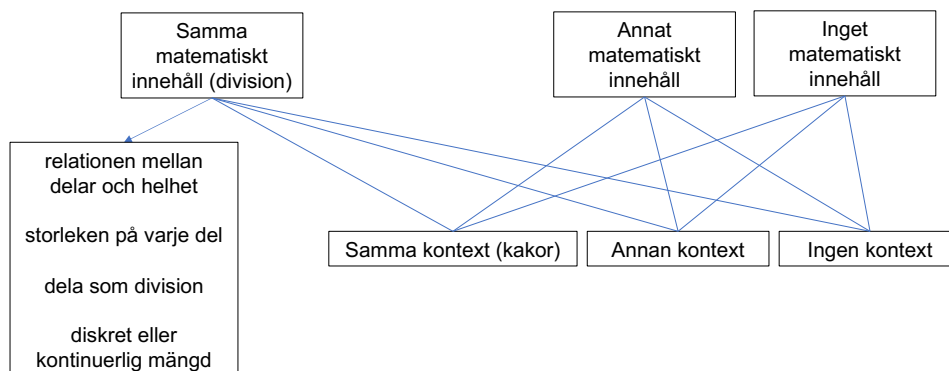 Samma
matematiskt
innehåll (division)
Annat
matematiskt
innehåll
Inget
matematiskt
innehåll
relationen mellan
delar och helhet
storleken på varje del
dela som division
diskret eller
kontinuerlig mängd
Samma kontext (kakor)
Annan kontext
Ingen kontext